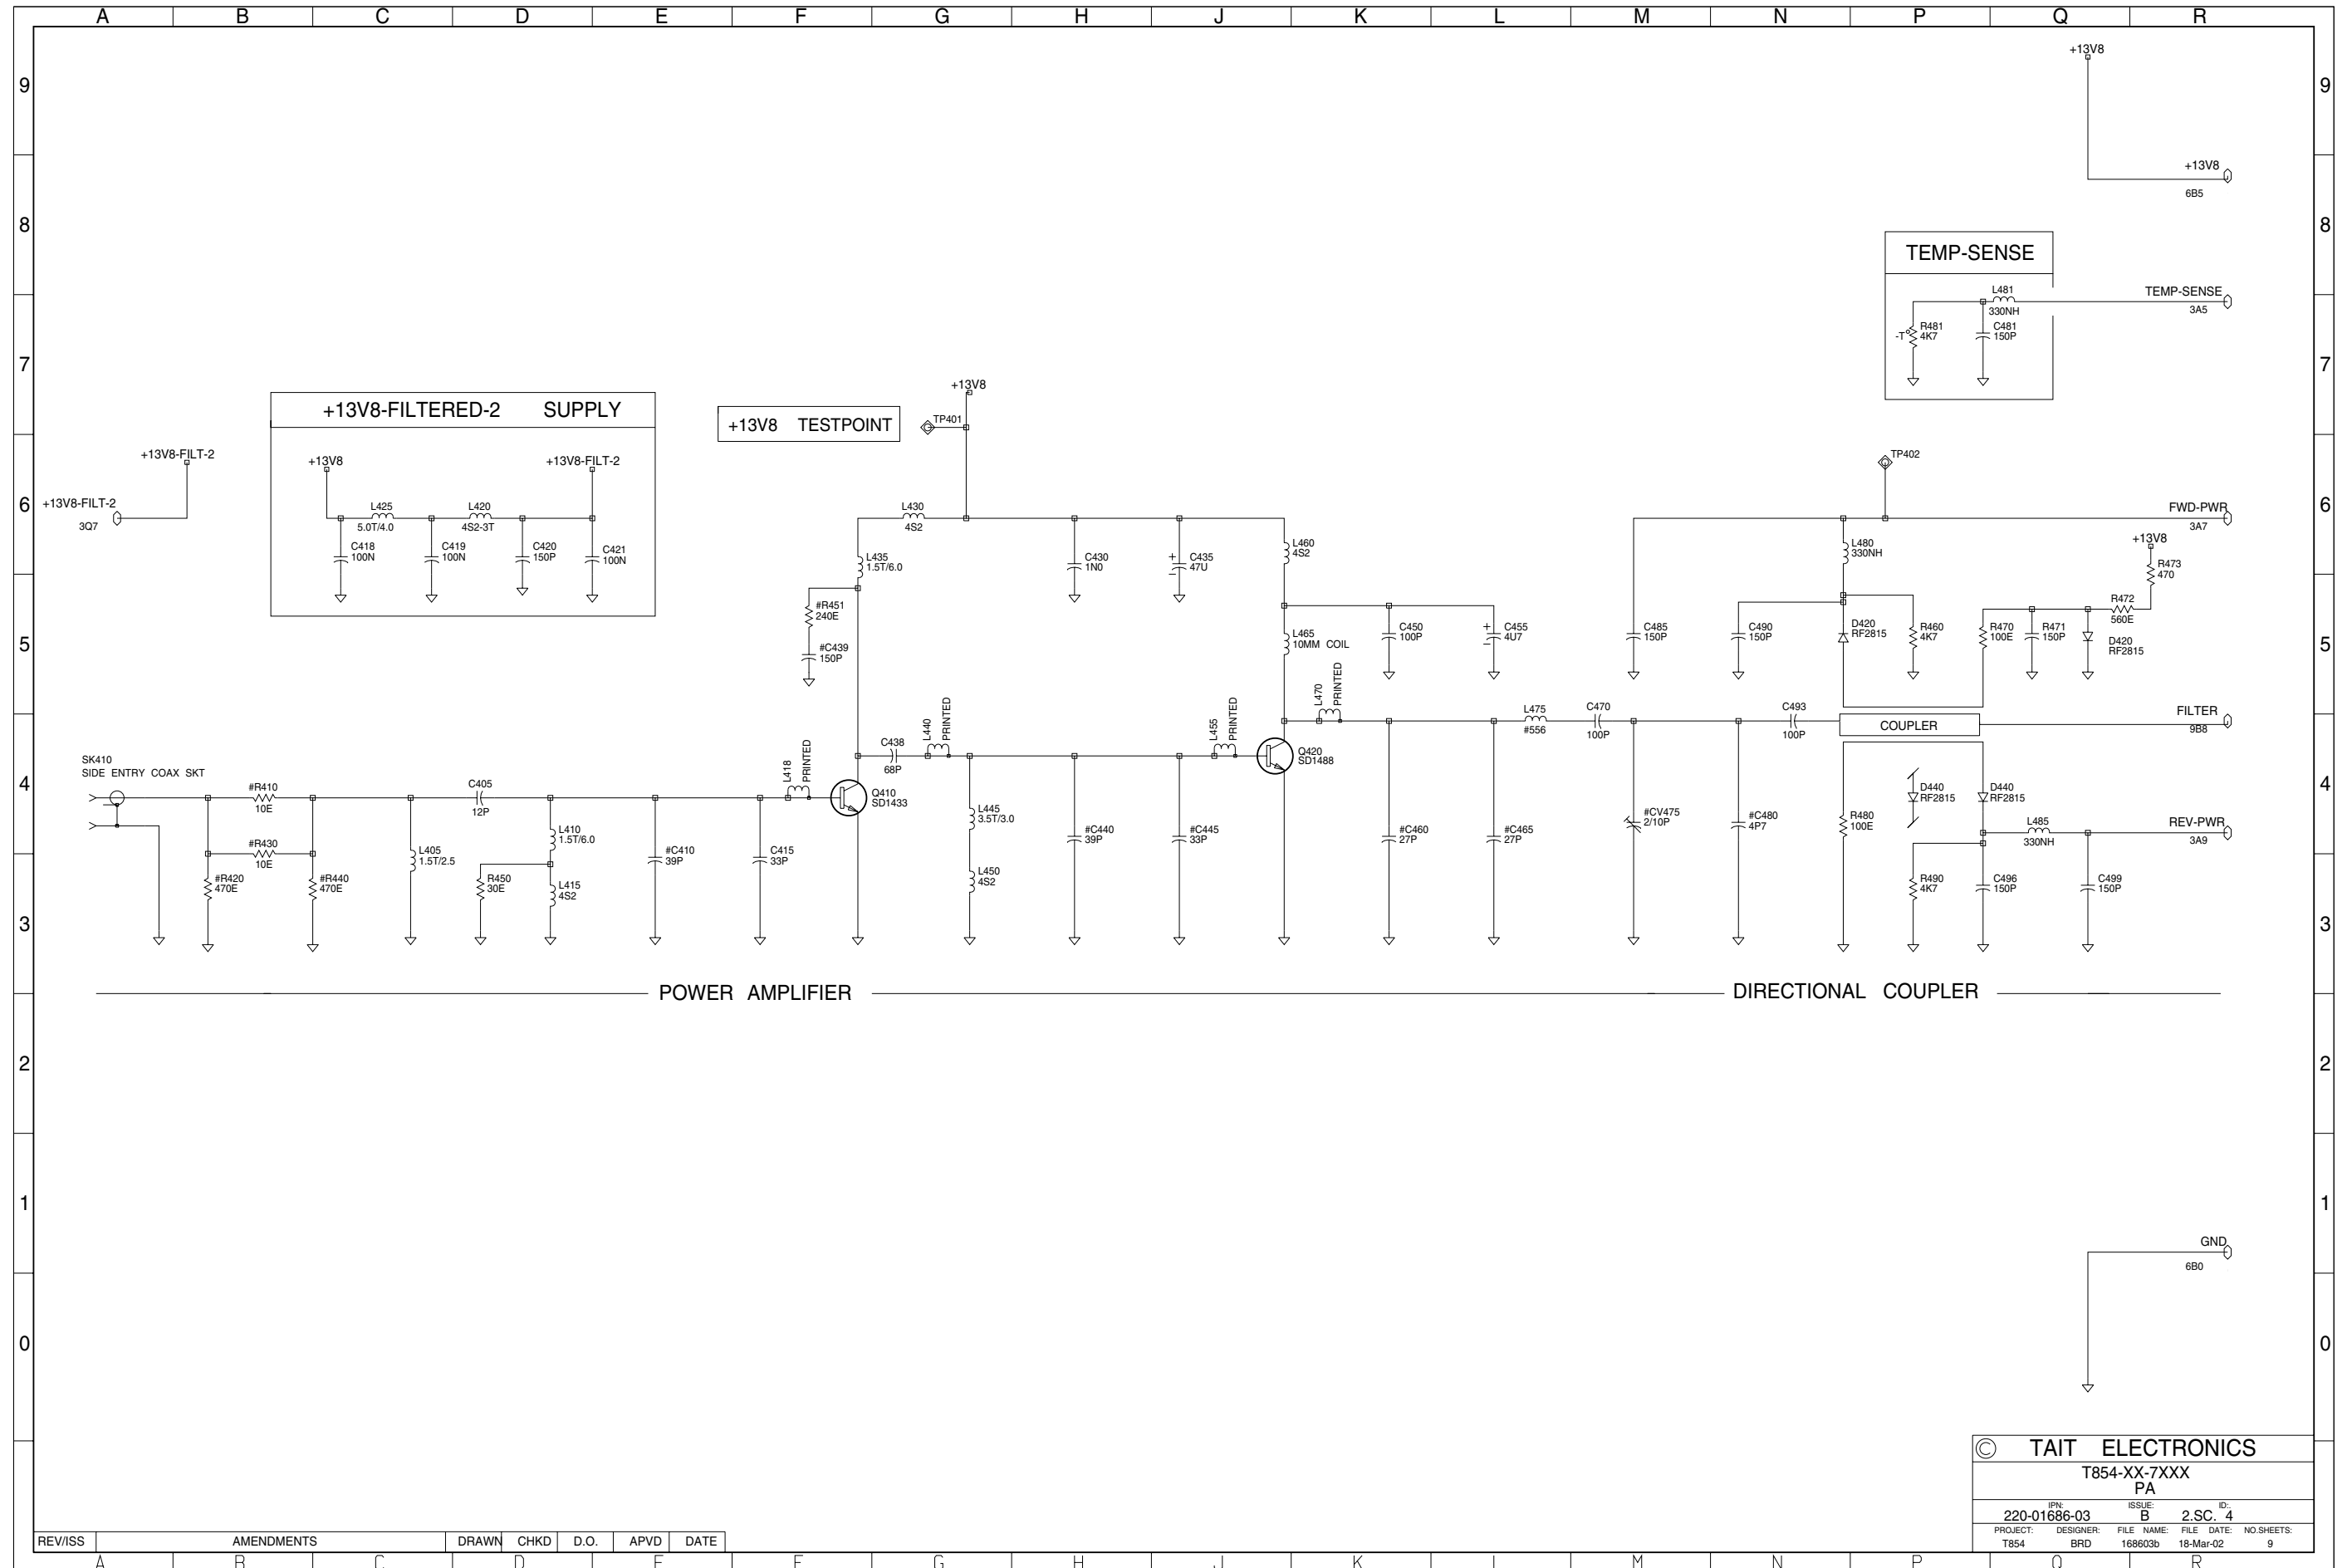 A B C D E F G H J K L M N P Q R
9 9
8 8
7 7
6 6
5 5
4 4
3 3
2 2
1 1
0 0
+13V8
+13V8
6B5
TEMP-SENSE
L481
330NH
R481
4K7
-T°
C481
150P
TEMP-SENSE
3A5
+13V8-FILT-2
+13V8-FILT-2
3Q7
+13V8-FILTERED-2 SUPPLY
+13V8
+13V8-FILT-2
L425
5.0T/4.0
L420
4S2-3T
C418
100N
C419
100N
C420
150P
C421
100N
+13V8 TESTPOINT
+13V8
TP401
L430
4S2
L435
1.5T/6.0
#R451
240E
#C439
150P
C430
1N0
C435
47U
+
−
L460
4S2
L465
10MM COIL
C450
100P
C455
4U7
+
−
TP402
FWD-PWR
3A7
L480
330NH
C485
150P
C490
150P
D420
RF2815
R460
4K7
R470
100E
R471
150P
D420
RF2815
R472
560E
R473
470
+13V8
SK410
SIDE ENTRY COAX SKT
#R410
10E
#R430
10E
#R420
470E
#R440
470E
L405
1.5T/2.5
C405
12P
L410
1.5T/6.0
R450
30E
L415
4S2
#C410
39P
C415
33P
L418
PRINTED
Q410
SD1433
C438
68P
L440
PRINTED
L445
3.5T/3.0
L450
4S2
#C440
39P
#C445
33P
L455
PRINTED
Q420
SD1488
L470
PRINTED
#C460
27P
#C465
27P
L475
#556
C470
100P
#CV475
2/10P
#C480
4P7
C493
100P
COUPLER
FILTER
9B8
R480
100E
D440
RF2815
D440
RF2815
R490
4K7
C496
150P
L485
330NH
C499
150P
REV-PWR
3A9
POWER AMPLIFIER
DIRECTIONAL COUPLER
GND
6B0
© TAIT ELECTRONICS
T854-XX-7XXX
PA
IPN: ISSUE: ID:.
220-01686-03 B 2.SC. 4
PROJECT: DESIGNER: FILE NAME: FILE DATE: NO.SHEETS:
T854 BRD 168603b 18-Mar-02 9
REV/ISS AMENDMENTS DRAWN CHKD D.O. APVD DATE
A B C D E F G H J K L M N P Q R